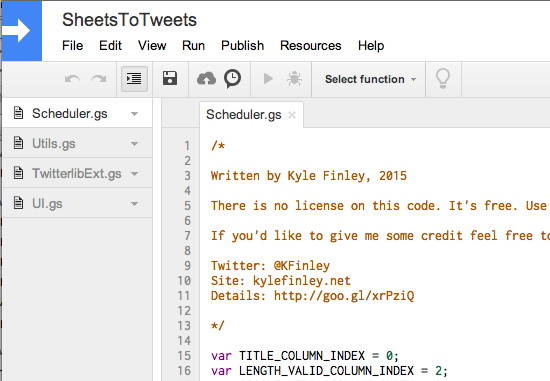 SheetsToTweets
File Edit View Run Publish Resources Help
Select function
Scheduler.gs
Utils.gs
TwitterlibExt.gs
UI.gs
Scheduler.gs ×
1 /*
2
3 Written by Kyle Finley, 2015
4
5 There is no license on this code. It's free. Use
6
7 If you'd like to give me some credit feel free to
8
9 Twitter: @KFinley
10 Site: kylefinley.net
11 Details: http://goo.gl/xrPziQ
12
13 */
14
15 var TITLE_COLUMN_INDEX = 0;
16 var LENGTH_VALID_COLUMN_INDEX = 2;